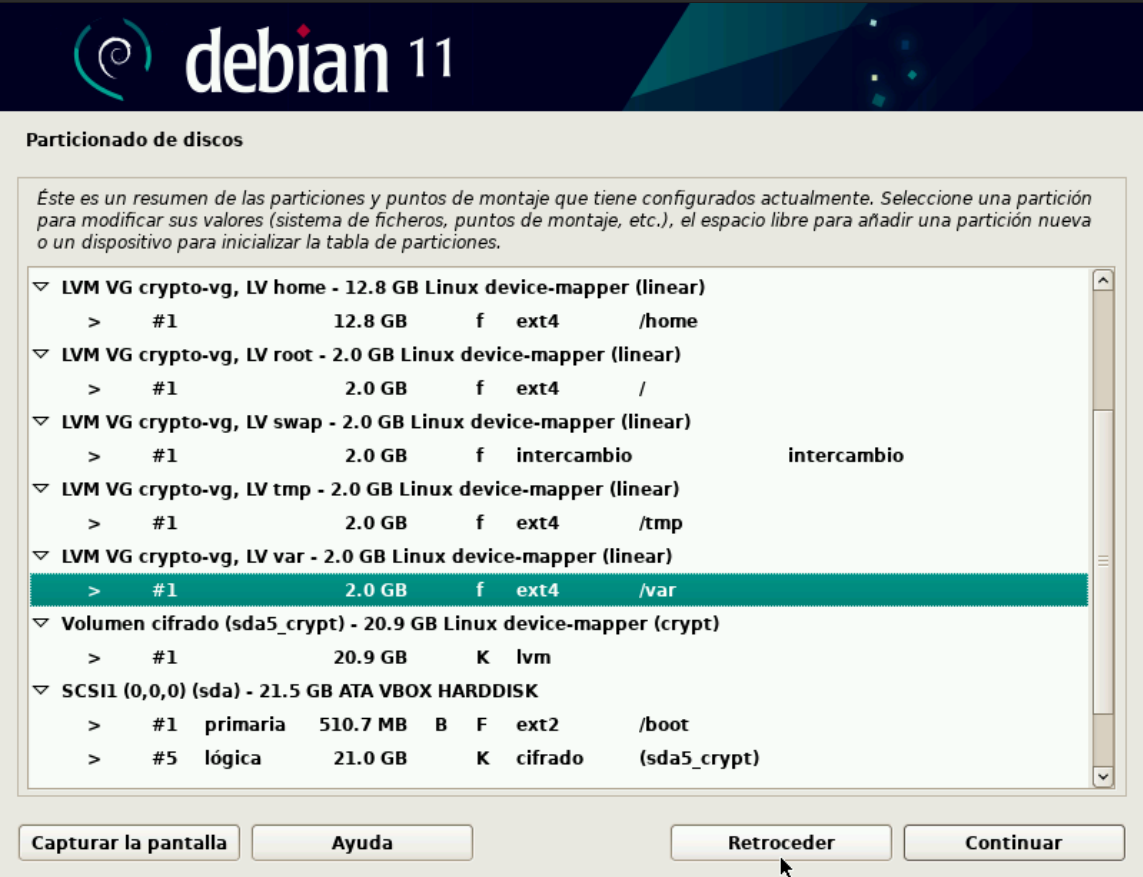 debian 11
Particionado de discos
Éste es un resumen de las particiones y puntos de montaje que tiene configurados actualmente. Seleccione una partición
para modificar sus valores (sistema de ficheros, puntos de montaje, etc.), el espacio libre para añadir una partición nueva
o un dispositivo para inicializar la tabla de particiones.
LVM VG crypto-vg, LV home - 12.8 GB Linux device-mapper (linear)
> #1 12.8 GB f ext4 /home
LVM VG crypto-vg, LV root - 2.0 GB Linux device-mapper (linear)
> #1 2.0 GB f ext4 /
LVM VG crypto-vg, LV swap - 2.0 GB Linux device-mapper (linear)
> #1 2.0 GB f intercambio intercambio
LVM VG crypto-vg, LV tmp - 2.0 GB Linux device-mapper (linear)
> #1 2.0 GB f ext4 /tmp
LVM VG crypto-vg, LV var - 2.0 GB Linux device-mapper (linear)
> #1 2.0 GB f ext4 /var
Volumen cifrado (sda5_crypt) - 20.9 GB Linux device-mapper (crypt)
> #1 20.9 GB K lvm
SCSI1 (0,0,0) (sda) - 21.5 GB ATA VBOX HARDDISK
> #1 primaria 510.7 MB B F ext2 /boot
> #5 lógica 21.0 GB K cifrado (sda5_crypt)
Capturar la pantalla Ayuda Retroceder Continuar